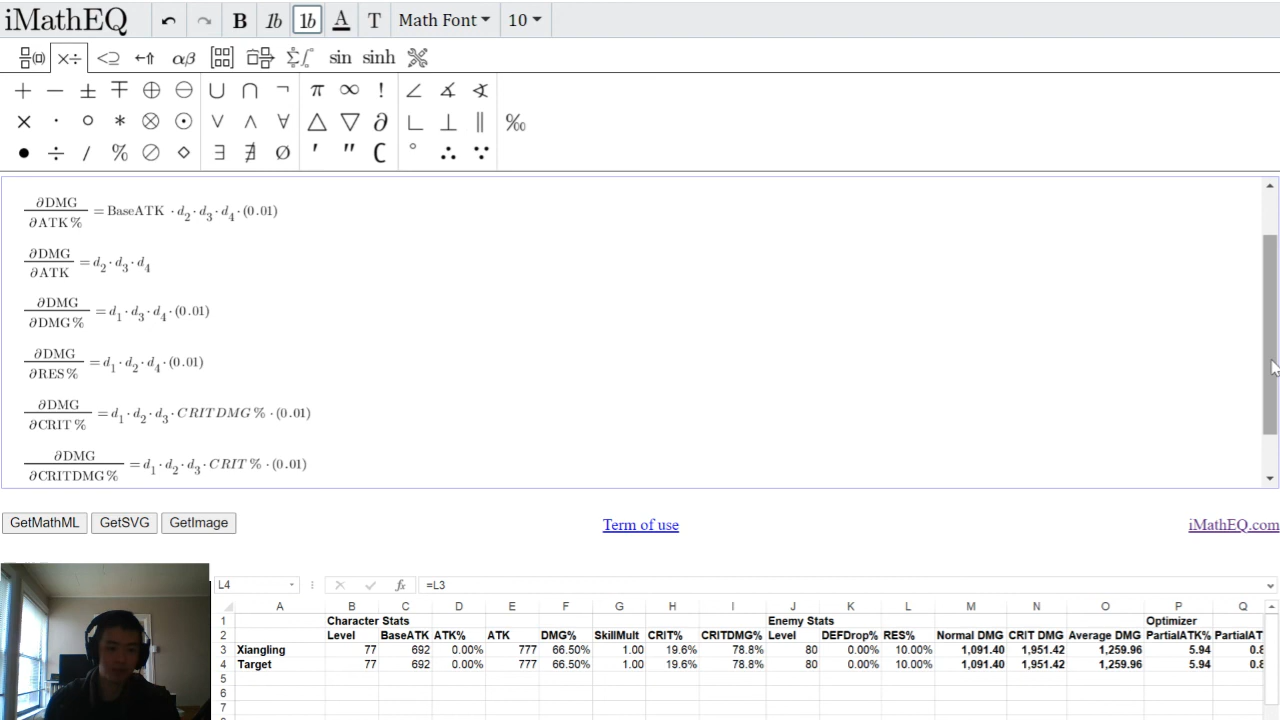 iMathEQ B 1b 1b A T Math Font 10
sin sinh
∂DMG/∂ATK% = BaseATK · d₂ · d₃ · d₄ · (0.01)
∂DMG/∂ATK = d₂ · d₃ · d₄
∂DMG/∂DMG% = d₁ · d₃ · d₄ · (0.01)
∂DMG/∂RES% = d₁ · d₂ · d₄ · (0.01)
∂DMG/∂CRIT% = d₁ · d₂ · d₃ · CRITDMG% · (0.01)
∂DMG/∂CRITDMG% = d₁ · d₂ · d₃ · CRIT% · (0.01)
GetMathML GetSVG GetImage Term of use iMathEQ.com
L4 fx =L3
A B C D E F G H I J K L M N O P Q
1 Character Stats Enemy Stats Optimizer
2 Level BaseATK ATK% ATK DMG% SkillMult CRIT% CRITDMG% Level DEFDrop% RES% Normal DMG CRIT DMG Average DMG PartialATK% PartialAT
3 Xiangling 77 692 0.00% 777 66.50% 1.00 19.6% 78.8% 80 0.00% 10.00% 1,091.40 1,951.42 1,259.96 5.94 0.8
4 Target 77 692 0.00% 777 66.50% 1.00 19.6% 78.8% 80 0.00% 10.00% 1,091.40 1,951.42 1,259.96 5.94 0.8
5
6
7